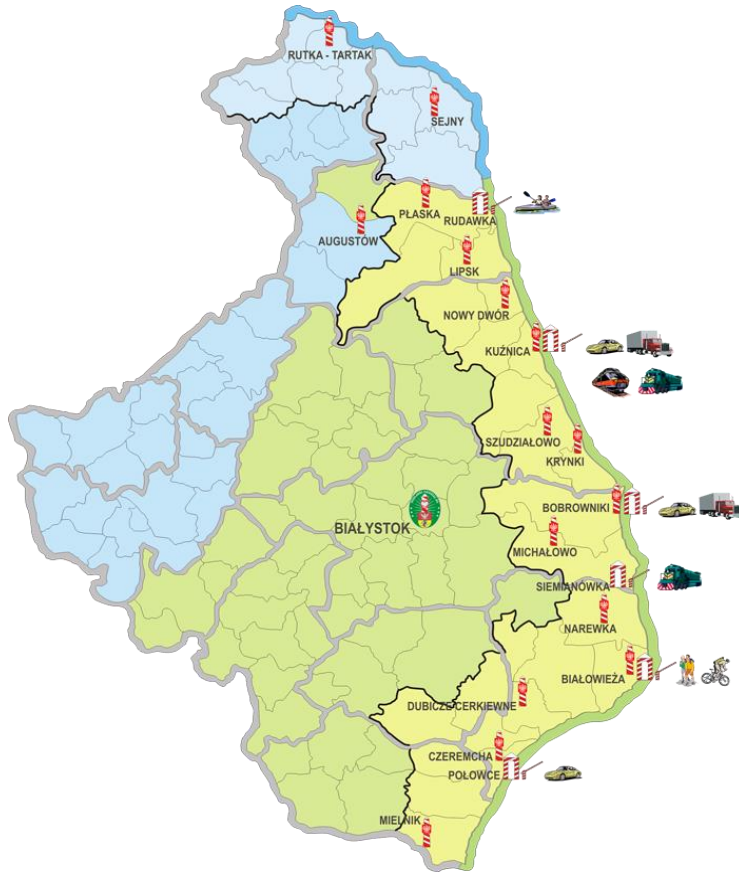 RUTKA - TARTAK
SEJNY
PŁASKA
RUDAWKA
AUGUSTÓW
LIPSK
NOWY DWÓR
KUŹNICA
SZUDZIAŁOWO
KRYNKI
BOBROWNIKI
BIAŁYSTOK
MICHAŁOWO
SIEMIANÓWKA
NAREWKA
BIAŁOWIEŻA
DUBICZE CERKIEWNE
CZEREMCHA
POŁOWCE
MIELNIK